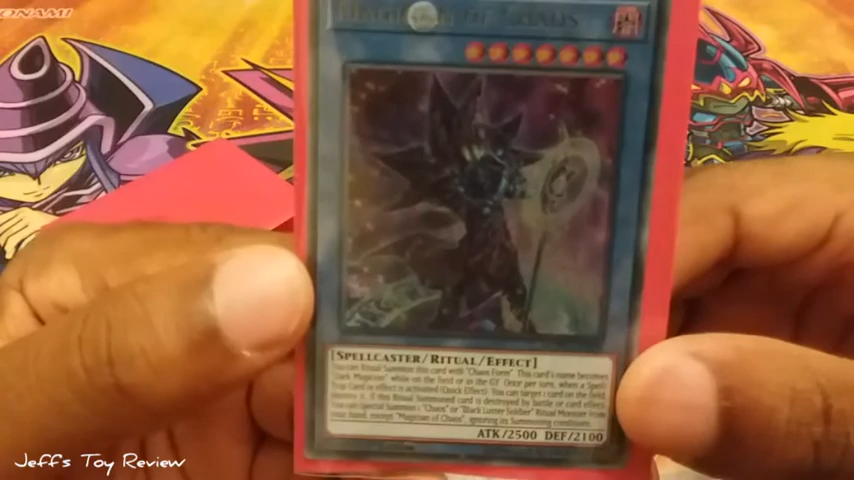 KONAMI
MAGICIAN OF CHAOS
[SPELLCASTER/RITUAL/EFFECT]
You can Ritual Summon this card with "Chaos Form". This card's name becomes
"Dark Magician" while on the field or in the GY. Once per turn, when a Spell/
Trap Card or effect is activated (Quick Effect): You can target 1 card on the field;
destroy it. If this Ritual Summoned card is destroyed by battle or card effect:
You can Special Summon 1 "Chaos" or "Black Luster Soldier" Ritual Monster from
your hand, except "Magician of Chaos", ignoring its Summoning conditions.
ATK/2500 DEF/2100
Jeff's Toy Review